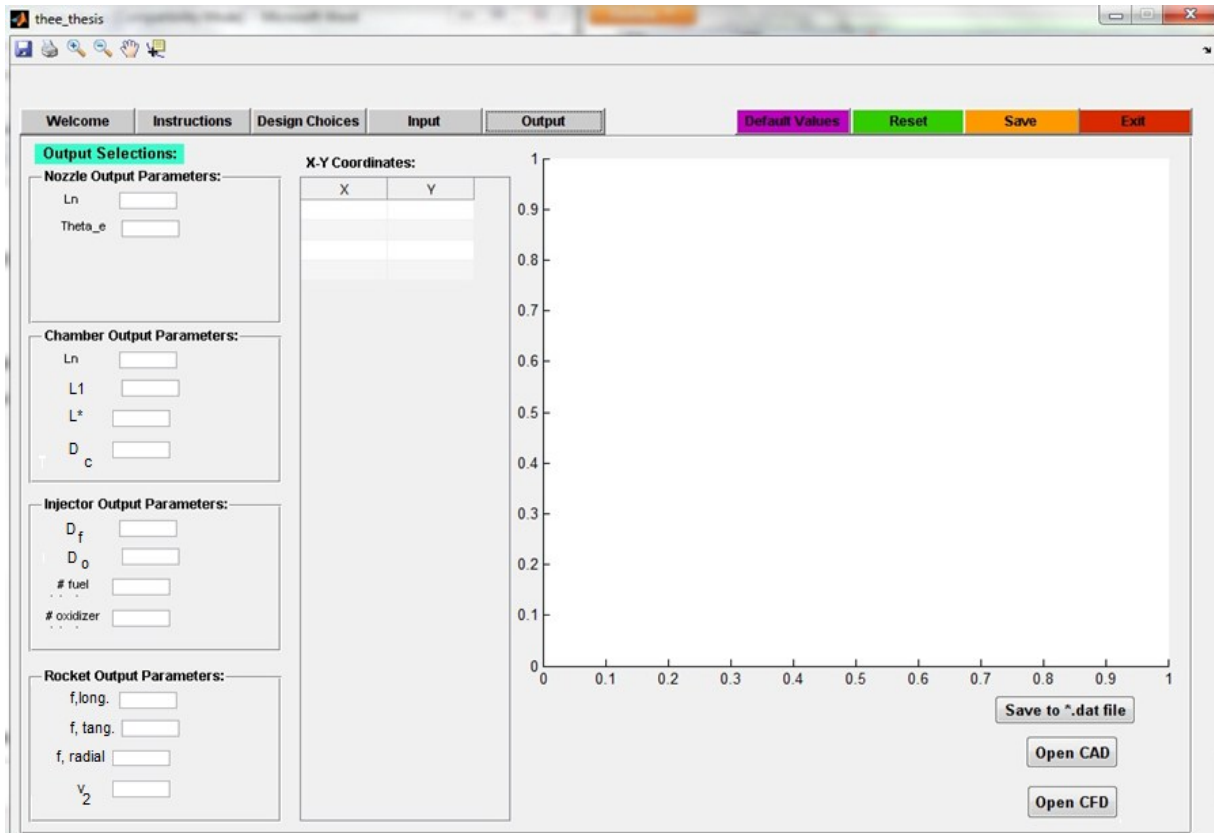 thee_thesis
Microsoft Word
Welcome Instructions Design Choices Input Output Default Values Reset Save Exit
Output Selections:
Nozzle Output Parameters:
Ln
Theta_e
Chamber Output Parameters:
Ln
L1
L*
D c
Injector Output Parameters:
D f
D o
# fuel
# oxidizer
Rocket Output Parameters:
f,long.
f, tang.
f, radial
v 2
X-Y Coordinates:
X Y
1
0.9
0.8
0.7
0.6
0.5
0.4
0.3
0.2
0.1
0
0 0.1 0.2 0.3 0.4 0.5 0.6 0.7 0.8 0.9 1
Save to *.dat file
Open CAD
Open CFD